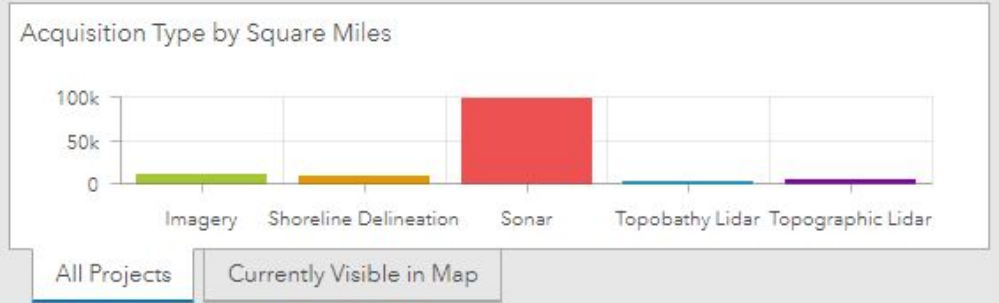 Acquisition Type by Square Miles
100k
50k
0
Imagery Shoreline Delineation Sonar Topobathy Lidar Topographic Lidar
All Projects Currently Visible in Map